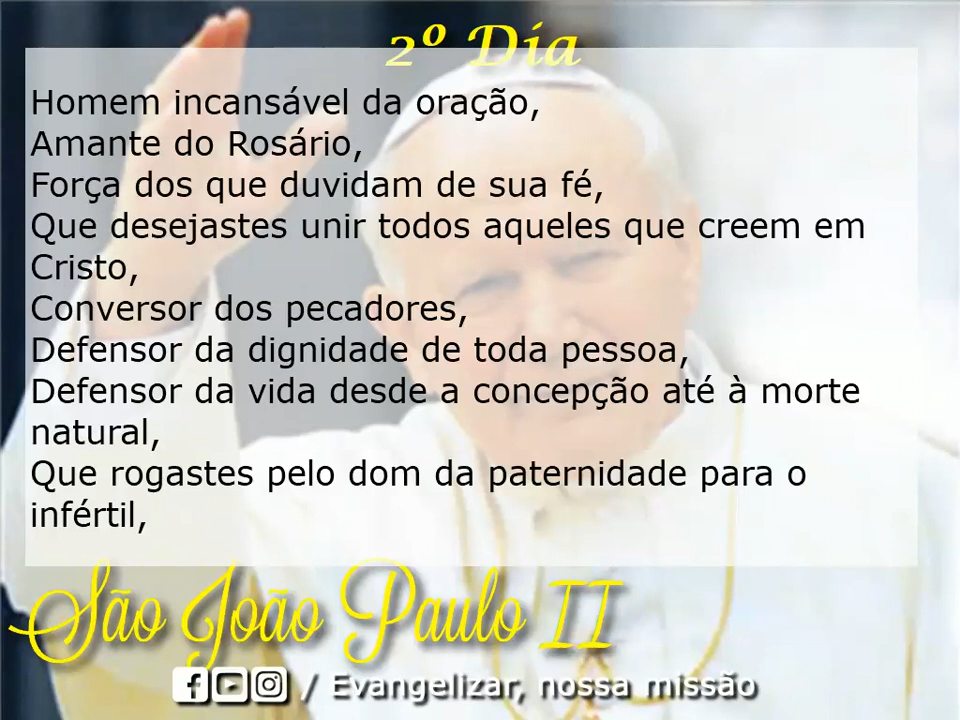 2º Dia
Homem incansável da oração,
Amante do Rosário,
Força dos que duvidam de sua fé,
Que desejastes unir todos aqueles que creem em
Cristo,
Conversor dos pecadores,
Defensor da dignidade de toda pessoa,
Defensor da vida desde a concepção até à morte
natural,
Que rogastes pelo dom da paternidade para o
infértil,
São João Paulo II
/ Evangelizar, nossa missão